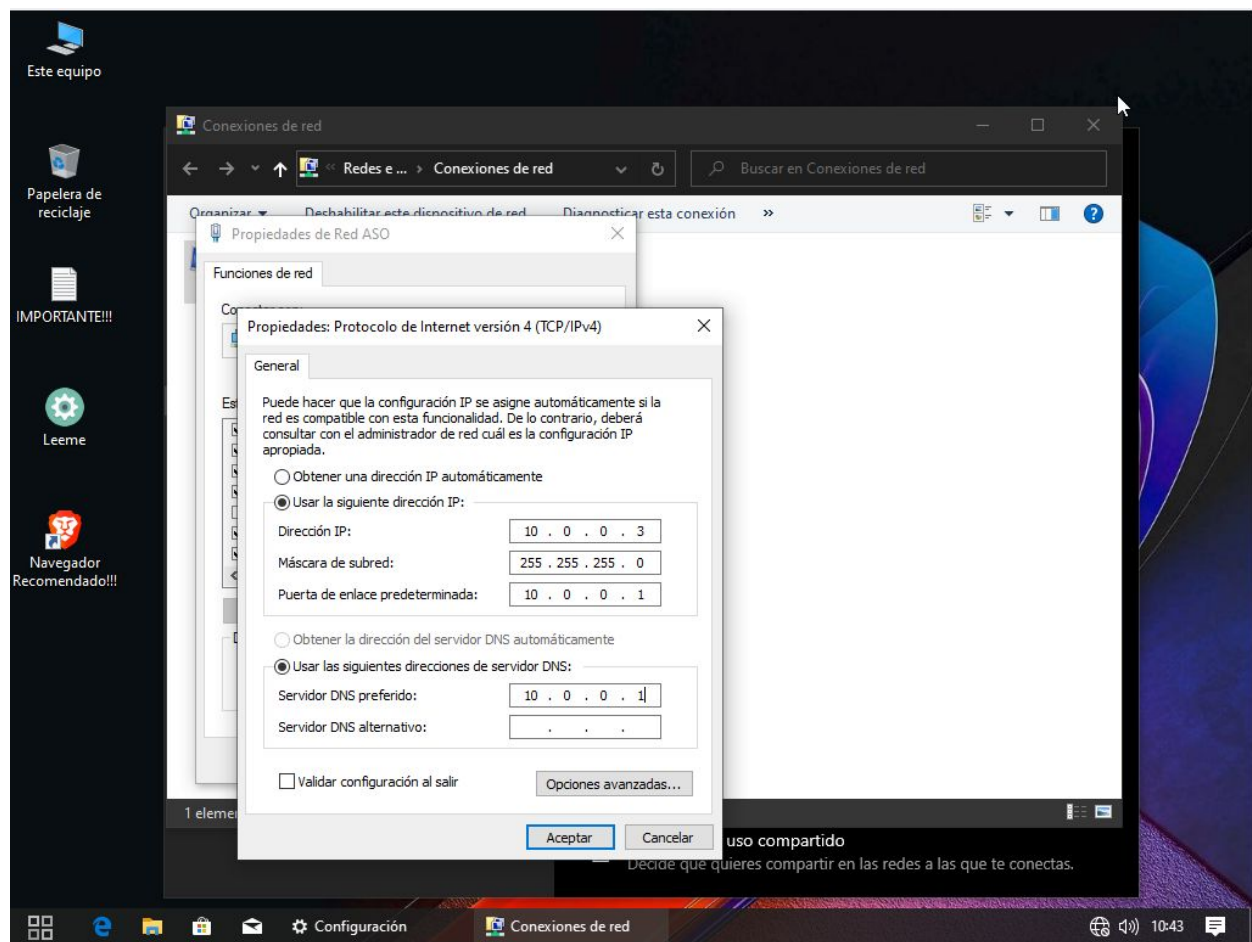 Este equipo
Papelera de
reciclaje
IMPORTANTE!!!
Leeme
Navegador
Recomendado!!!
Conexiones de red
Redes e ... > Conexiones de red
Buscar en Conexiones de red
Organizar Deshabilitar este dispositivo de red Diagnosticar esta conexión »
Propiedades de Red ASO
Funciones de red
Propiedades: Protocolo de Internet versión 4 (TCP/IPv4)
General
Puede hacer que la configuración IP se asigne automáticamente si la
red es compatible con esta funcionalidad. De lo contrario, deberá
consultar con el administrador de red cuál es la configuración IP
apropiada.
Obtener una dirección IP automáticamente
Usar la siguiente dirección IP:
Dirección IP: 10 . 0 . 0 . 3
Máscara de subred: 255 . 255 . 255 . 0
Puerta de enlace predeterminada: 10 . 0 . 0 . 1
Obtener la dirección del servidor DNS automáticamente
Usar las siguientes direcciones de servidor DNS:
Servidor DNS preferido: 10 . 0 . 0 . 1
Servidor DNS alternativo: . . .
Validar configuración al salir
Opciones avanzadas...
Aceptar Cancelar
uso compartido
Decide qué quieres compartir en las redes a las que te conectas.
Configuración
Conexiones de red
10:43